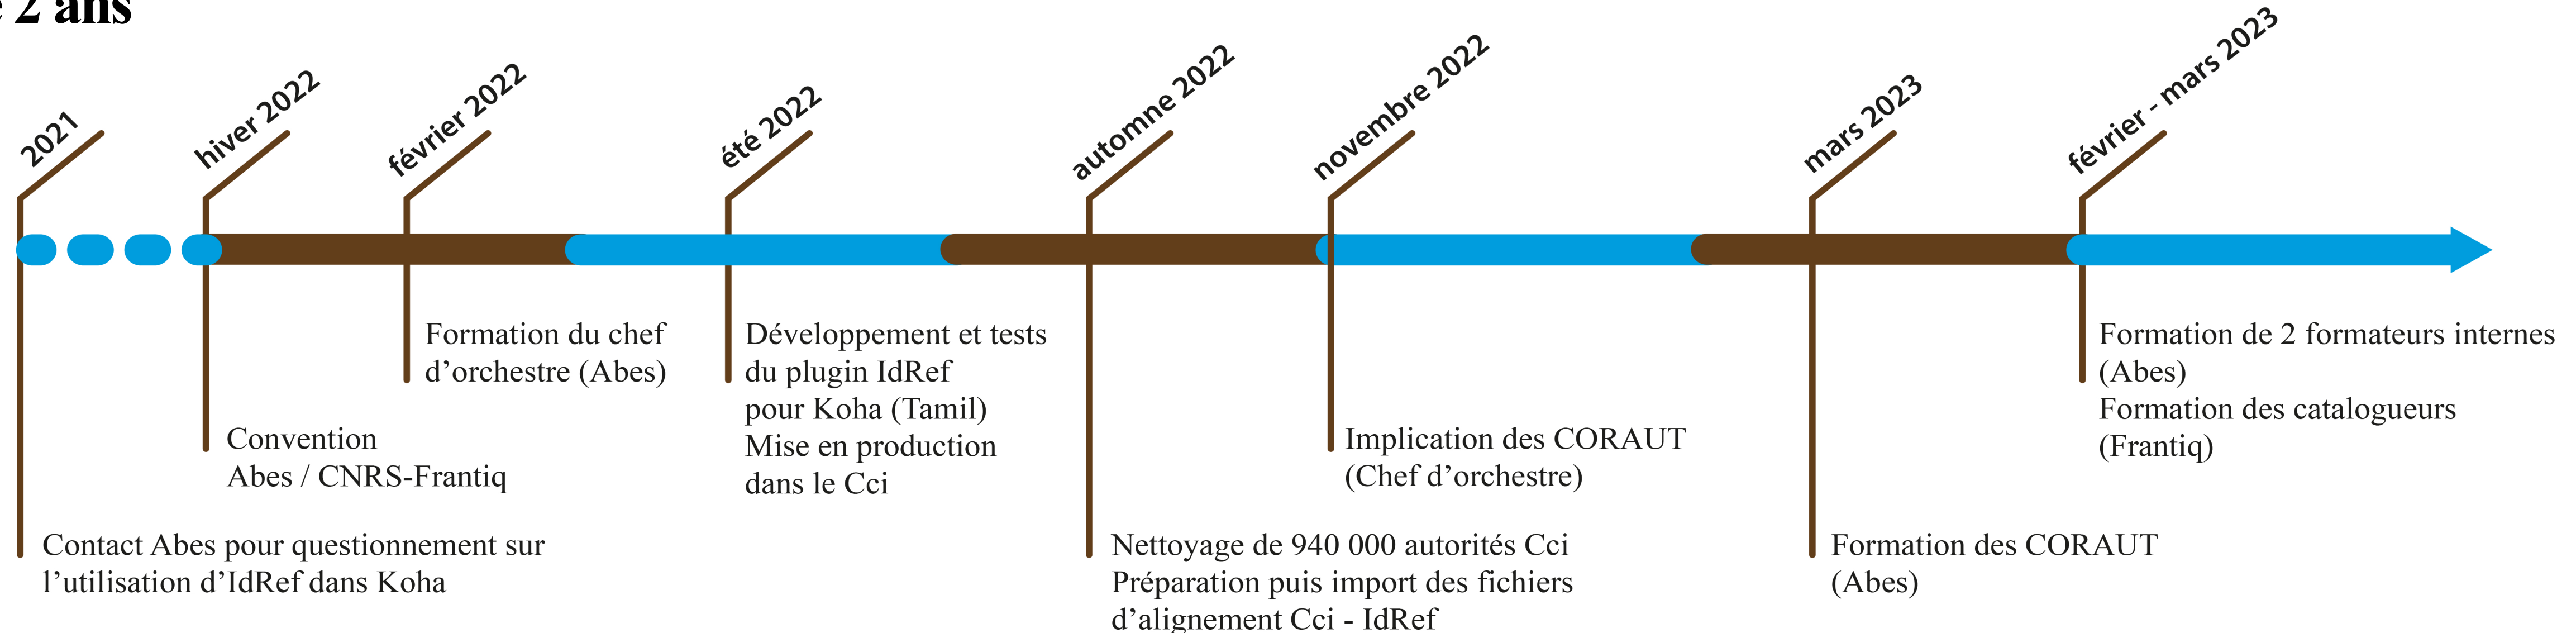 2 ans
2021
hiver 2022
février 2022
été 2022
automne 2022
novembre 2022
mars 2023
février - mars 2023
Contact Abes pour questionnement sur
l’utilisation d’IdRef dans Koha
Convention
Abes / CNRS-Frantiq
Formation du chef
d’orchestre (Abes)
Développement et tests
du plugin IdRef
pour Koha (Tamil)
Mise en production
dans le Cci
Nettoyage de 940 000 autorités Cci
Préparation puis import des fichiers
d’alignement Cci - IdRef
Implication des CORAUT
(Chef d’orchestre)
Formation des CORAUT
(Abes)
Formation de 2 formateurs internes
(Abes)
Formation des catalogueurs
(Frantiq)